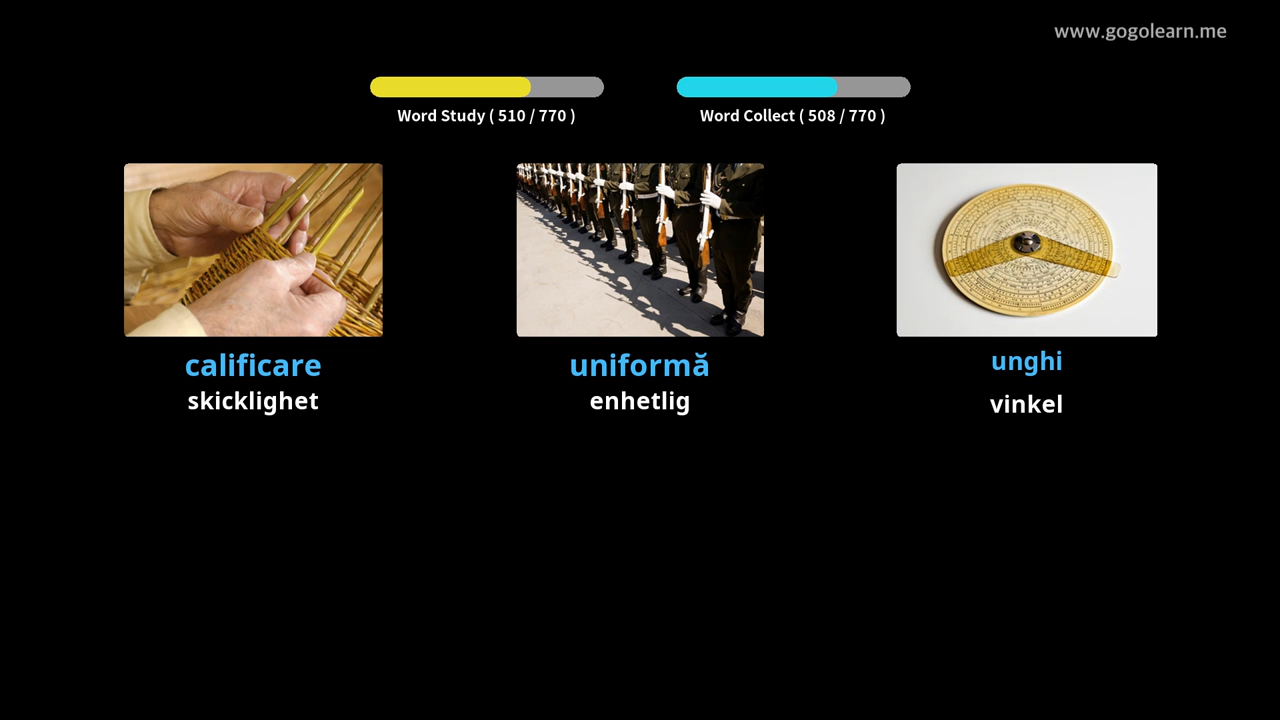 www.gogolearn.me
Word Study ( 510 / 770 )
Word Collect ( 508 / 770 )
calificare
skicklighet
uniformă
enhetlig
unghi
vinkel